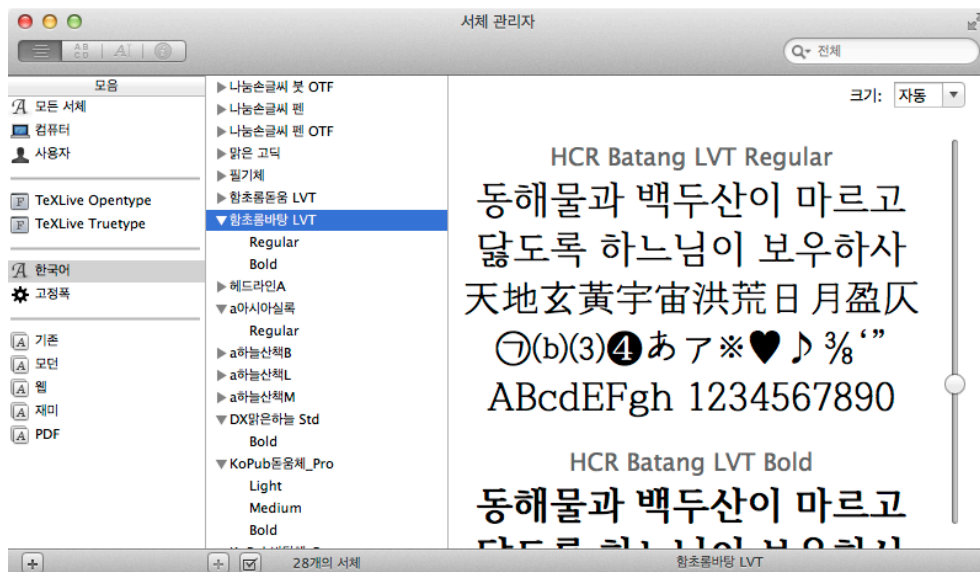 서체 관리자
전체
모음
모든 서체
컴퓨터
사용자
TeXLive Opentype
TeXLive Truetype
한국어
고정폭
기존
모던
웹
재미
PDF
나눔손글씨 붓 OTF
나눔손글씨 펜
나눔손글씨 펜 OTF
맑은 고딕
필기체
함초롬돋움 LVT
함초롬바탕 LVT
Regular
Bold
헤드라인A
a아시아실록
Regular
a하늘산책B
a하늘산책L
a하늘산책M
DX맑은하늘 Std
Bold
KoPub돋움체_Pro
Light
Medium
Bold
28개의 서체
크기: 자동
HCR Batang LVT Regular
동해물과 백두산이 마르고
닳도록 하느님이 보우하사
天地玄黃宇宙洪荒日月盈仄
㉠⒝⑶❹あア※♥♪⅜‘”
ABcdEFgh 1234567890
HCR Batang LVT Bold
동해물과 백두산이 마르고
함초롬바탕 LVT